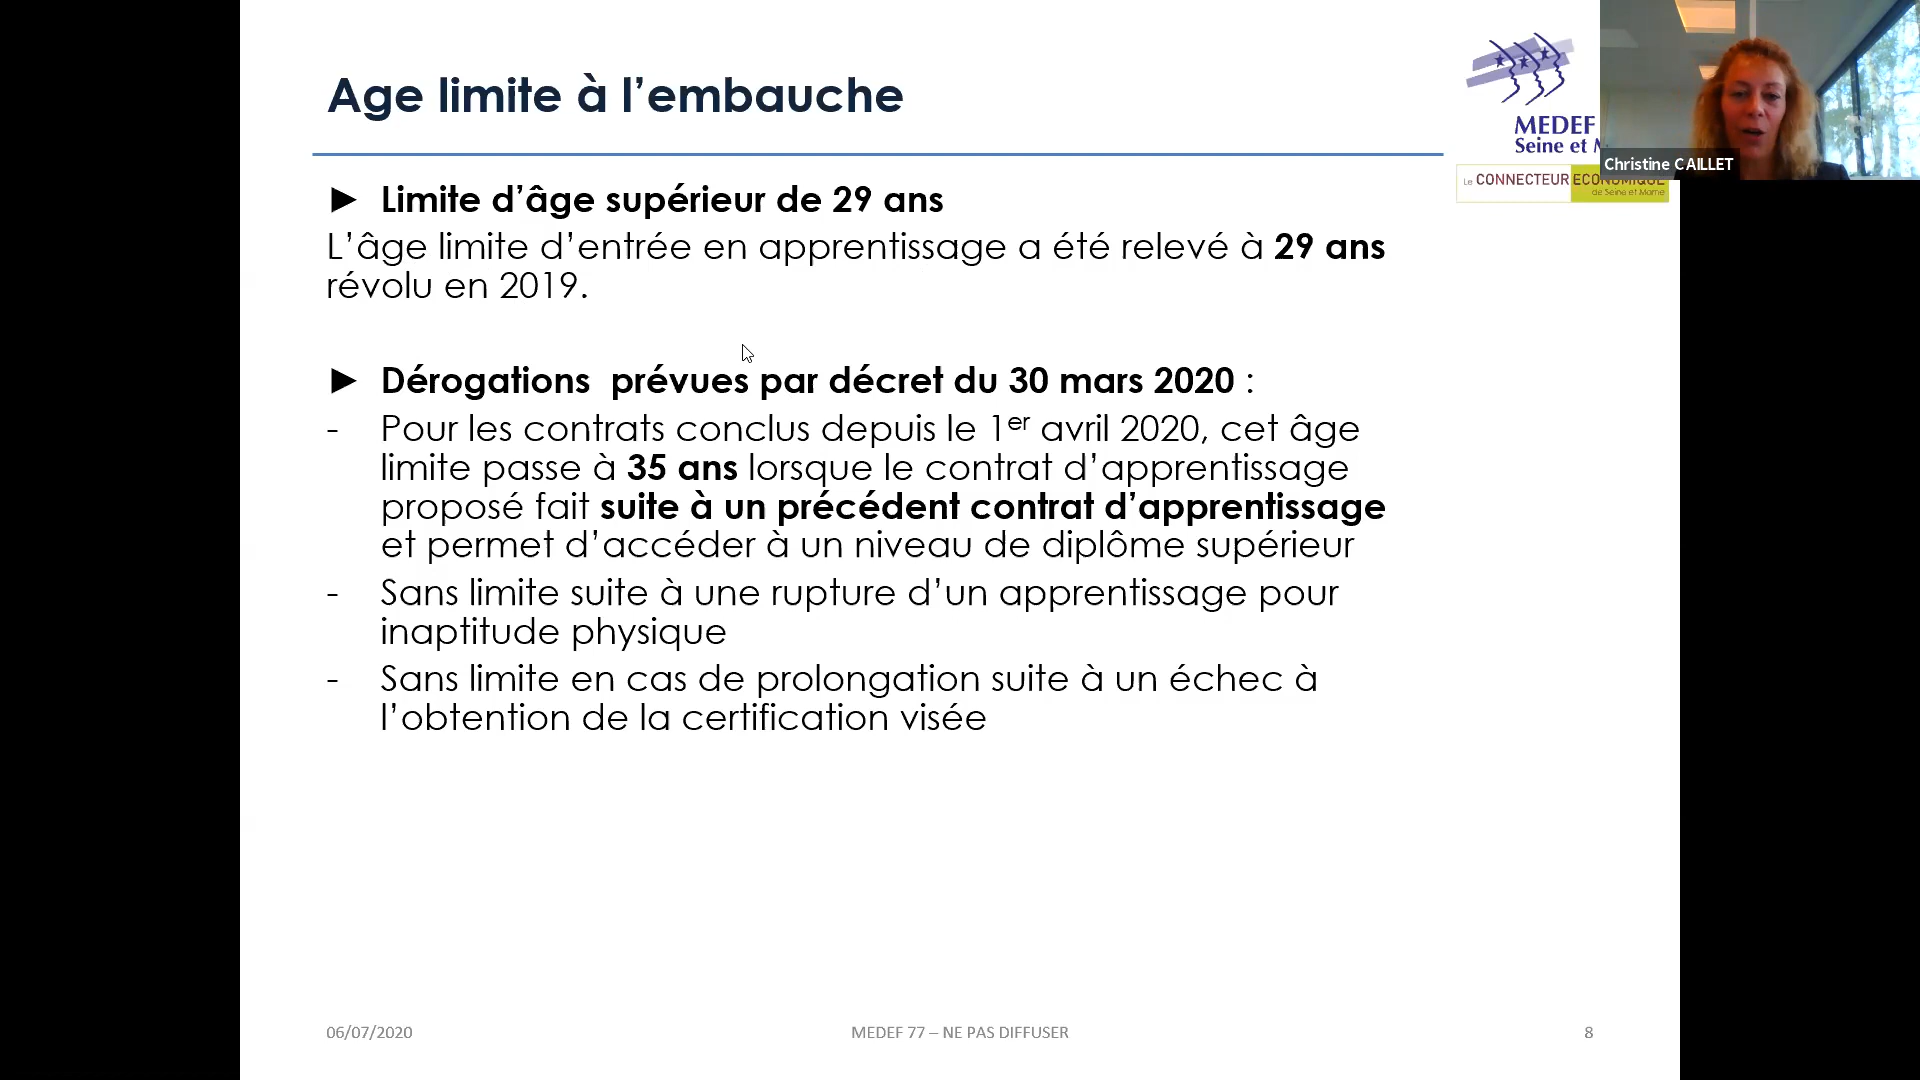 Age limite à l’embauche
MEDEF
Seine et
Christine CAILLET
Le CONNECTEUR ECONOMIQUE
de Seine et Marne
► Limite d’âge supérieur de 29 ans
L’âge limite d’entrée en apprentissage a été relevé à 29 ans
révolu en 2019.
► Dérogations  prévues par décret du 30 mars 2020 :
- Pour les contrats conclus depuis le 1er avril 2020, cet âge
limite passe à 35 ans lorsque le contrat d’apprentissage
proposé fait suite à un précédent contrat d’apprentissage
et permet d’accéder à un niveau de diplôme supérieur
- Sans limite suite à une rupture d’un apprentissage pour
inaptitude physique
- Sans limite en cas de prolongation suite à un échec à
l’obtention de la certification visée
06/07/2020
MEDEF 77 – NE PAS DIFFUSER
8